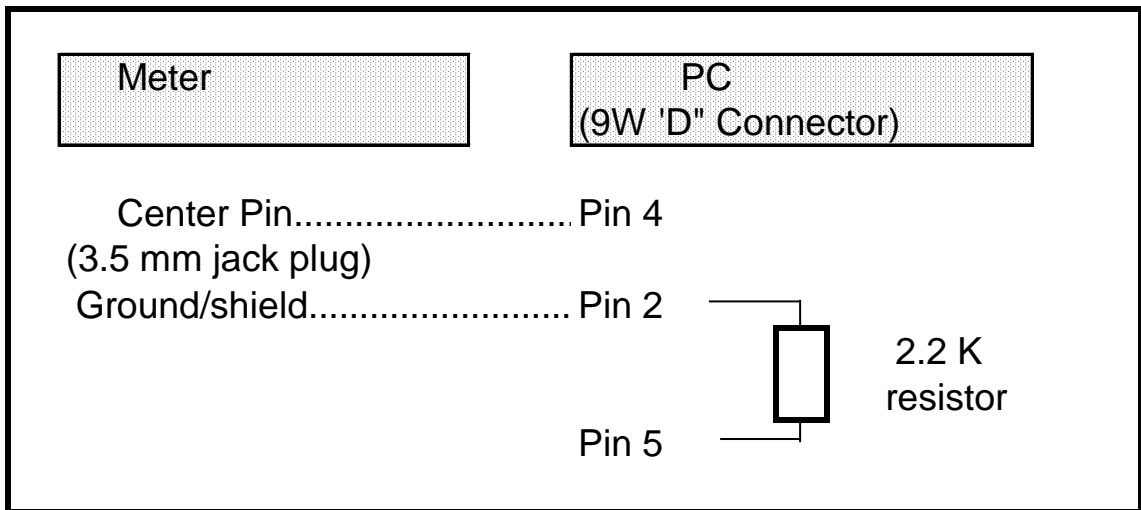 Meter
PC
(9W 'D" Connector)
Center Pin........................... Pin 4
(3.5 mm jack plug)
Ground/shield.......................... Pin 2
2.2 K
resistor
Pin 5